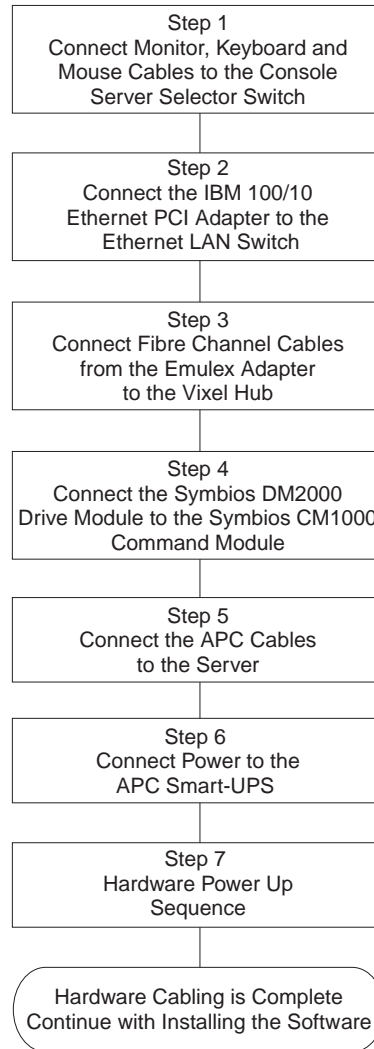 Step 1
Connect Monitor, Keyboard and
Mouse Cables to the Console
Server Selector Switch
Step 2
Connect the IBM 100/10
Ethernet PCI Adapter to the
Ethernet LAN Switch
Step 3
Connect Fibre Channel Cables
from the Emulex Adapter
to the Vixel Hub
Step 4
Connect the Symbios DM2000
Drive Module to the Symbios CM1000
Command Module
Step 5
Connect the APC Cables
to the Server
Step 6
Connect Power to the
APC Smart-UPS
Step 7
Hardware Power Up
Sequence
Hardware Cabling is Complete
Continue with Installing the Software